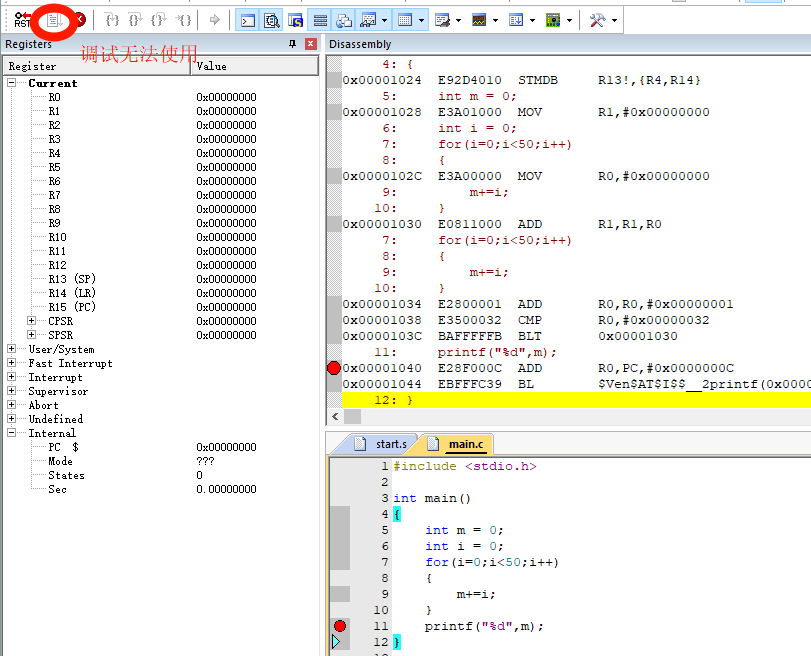 RST
调试无法使用
Registers
Register Value
Current
R0 0x00000000
R1 0x00000000
R2 0x00000000
R3 0x00000000
R4 0x00000000
R5 0x00000000
R6 0x00000000
R7 0x00000000
R8 0x00000000
R9 0x00000000
R10 0x00000000
R11 0x00000000
R12 0x00000000
R13 (SP) 0x00000000
R14 (LR) 0x00000000
R15 (PC) 0x00000000
CPSR 0x00000000
SPSR 0x00000000
User/System
Fast Interrupt
Interrupt
Supervisor
Abort
Undefined
Internal
PC $ 0x00000000
Mode ???
States 0
Sec 0.00000000
Disassembly
4: {
0x00001024 E92D4010 STMDB R13!,{R4,R14}
5: int m = 0;
0x00001028 E3A01000 MOV R1,#0x00000000
6: int i = 0;
7: for(i=0;i<50;i++)
8: {
0x0000102C E3A00000 MOV R0,#0x00000000
9: m+=i;
10: }
0x00001030 E0811000 ADD R1,R1,R0
7: for(i=0;i<50;i++)
8: {
9: m+=i;
10: }
0x00001034 E2800001 ADD R0,R0,#0x00000001
0x00001038 E3500032 CMP R0,#0x00000032
0x0000103C BAFFFFFB BLT 0x00001030
11: printf("%d",m);
0x00001040 E28F000C ADD R0,PC,#0x0000000C
0x00001044 EBFFFC39 BL $Ven$AT$I$$__2printf(0x0000
12: }
start.s main.c
1 #include <stdio.h>
2
3 int main()
4 {
5 int m = 0;
6 int i = 0;
7 for(i=0;i<50;i++)
8 {
9 m+=i;
10 }
11 printf("%d",m);
12 }